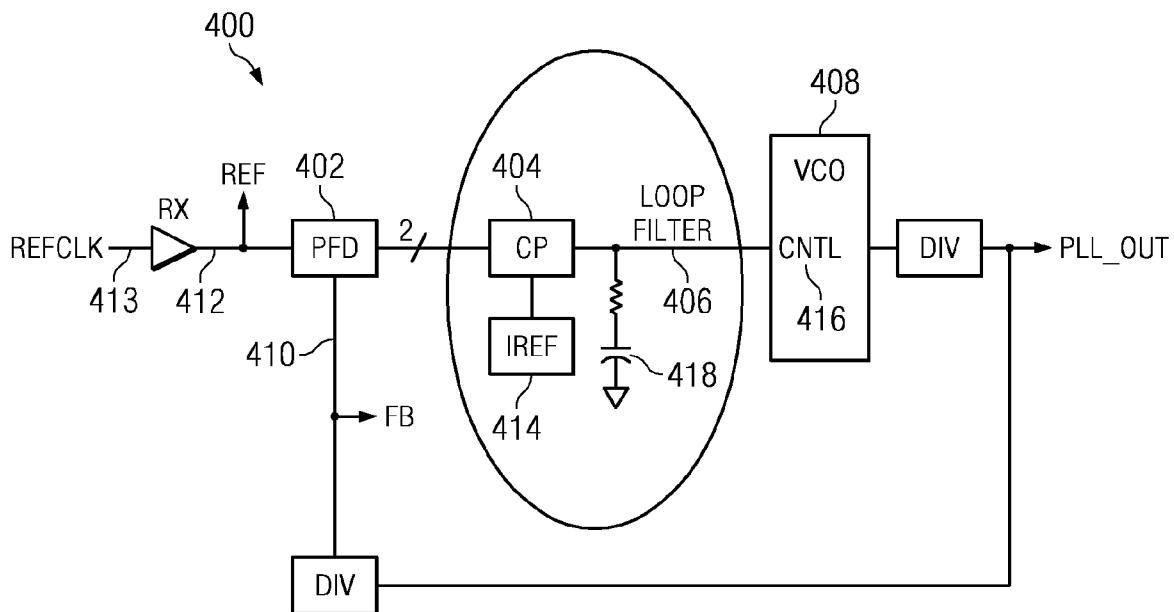 400
408
402
404
REF
VCO
RX
LOOP
FILTER
2
REFCLK
PFD
CP
CNTL
DIV
PLL_OUT
413
412
406
416
410
IREF
418
414
FB
DIV